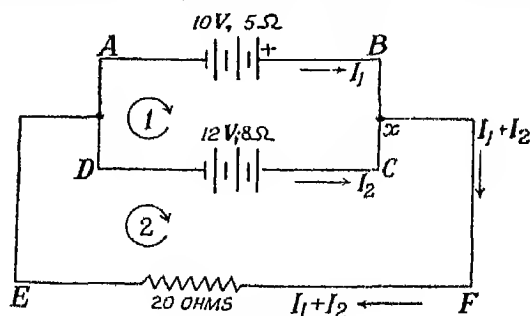 10V, 5Ω
A + B
I₁
1
x I₁+I₂
12V, 8Ω
D C
I₂
2
E F
20 OHMS I₁+I₂